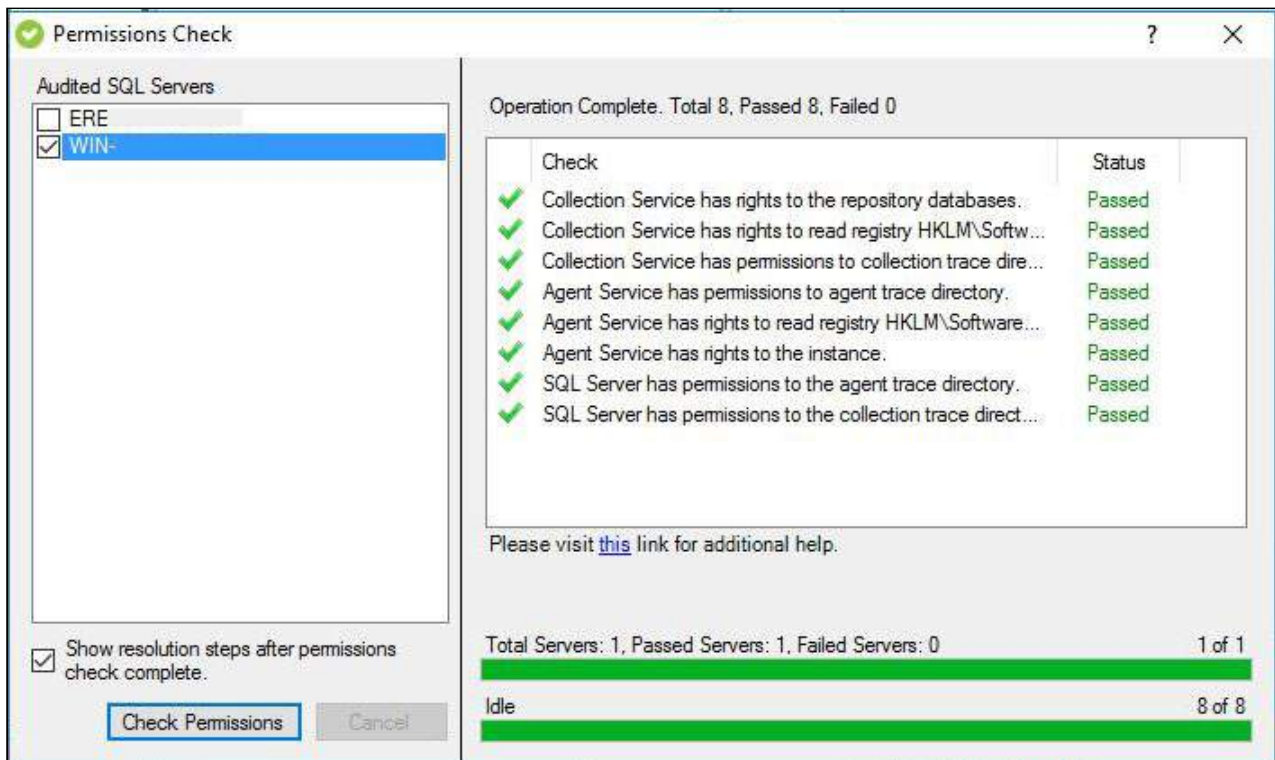 Permissions Check
?
Audited SQL Servers
ERE
WIN-
Show resolution steps after permissions
check complete.
Check Permissions
Cancel
Operation Complete. Total 8, Passed 8, Failed 0
Check Status
Collection Service has rights to the repository databases. Passed
Collection Service has rights to read registry HKLM\Softw... Passed
Collection Service has permissions to collection trace dire... Passed
Agent Service has permissions to agent trace directory. Passed
Agent Service has rights to read registry HKLM\Software... Passed
Agent Service has rights to the instance. Passed
SQL Server has permissions to the agent trace directory. Passed
SQL Server has permissions to the collection trace direct... Passed
Please visit this link for additional help.
Total Servers: 1, Passed Servers: 1, Failed Servers: 0 1 of 1
Idle 8 of 8